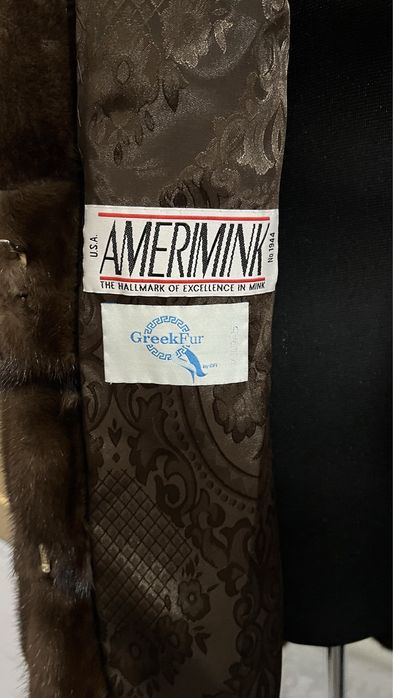 U.S.A.
AMERIMINK
No 1944
THE HALLMARK OF EXCELLENCE IN MINK
GreekFur